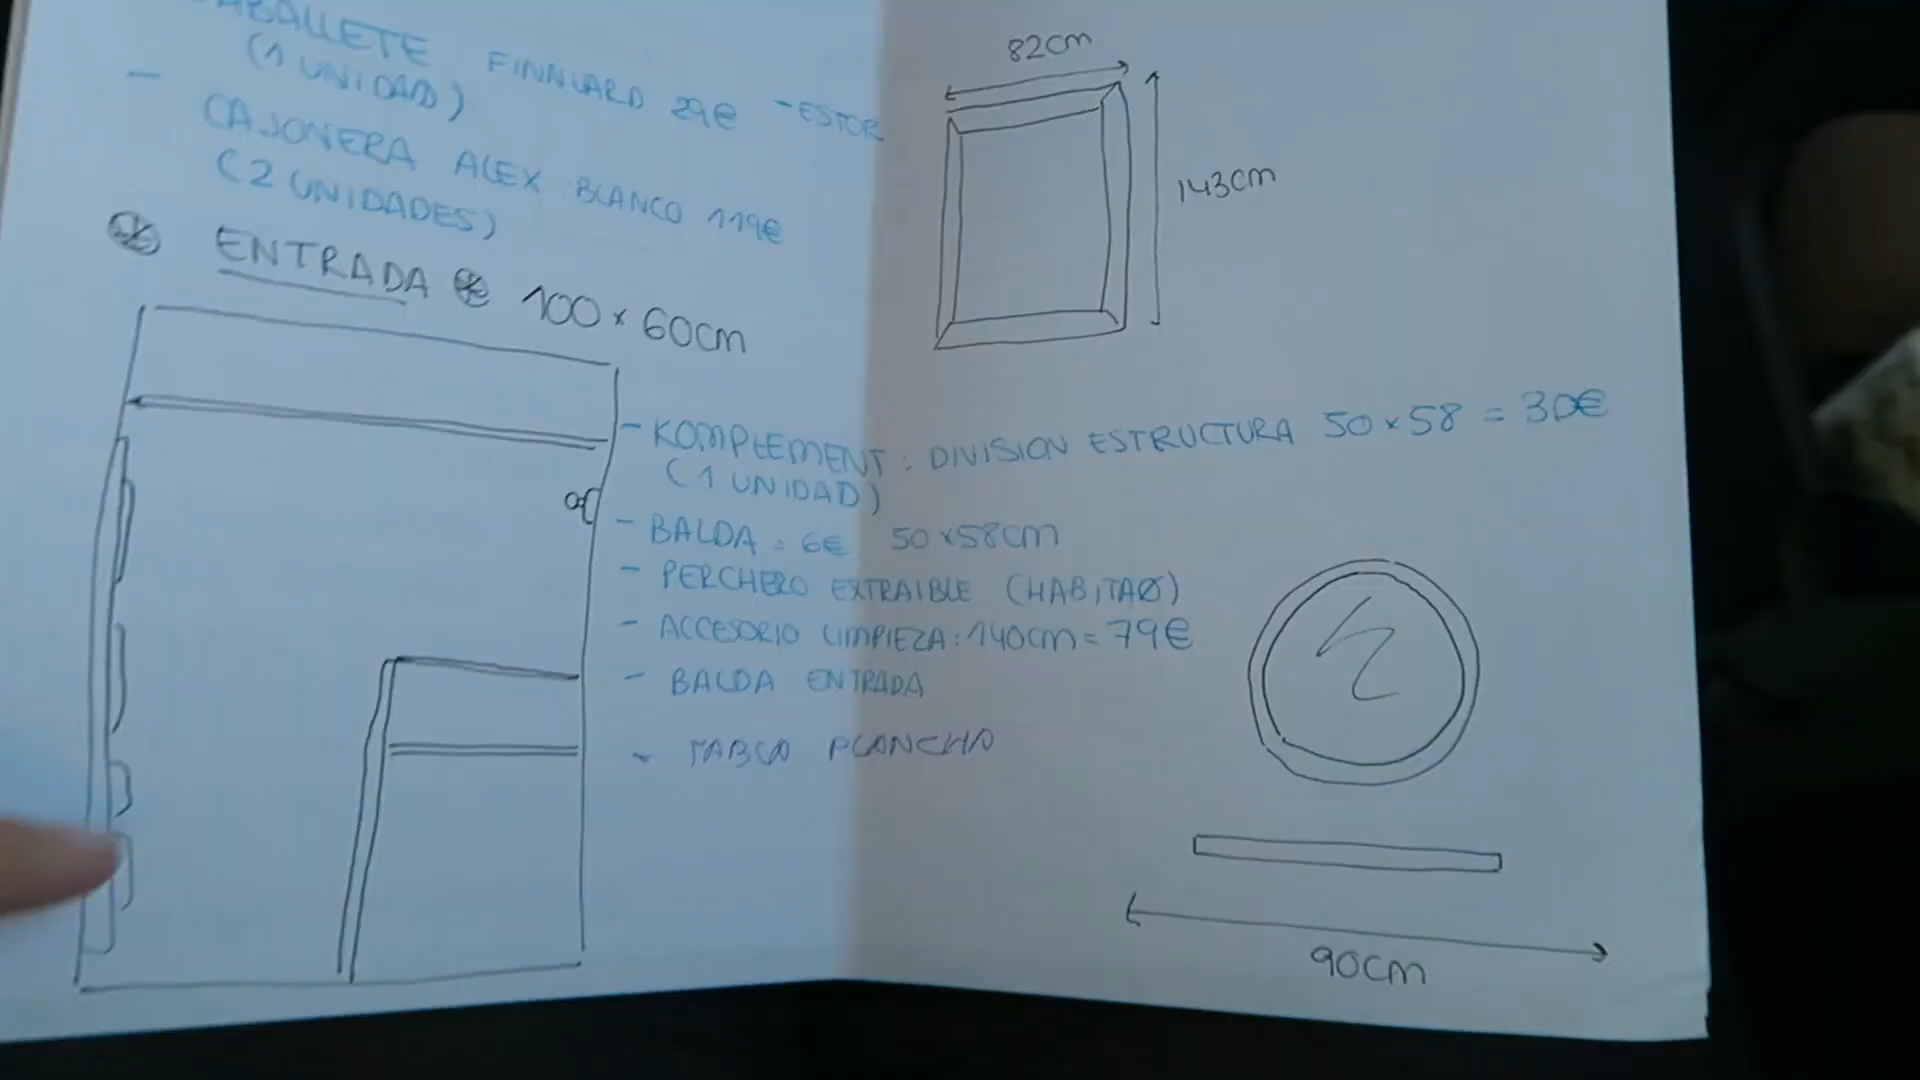 CABALLETE FINNVARD 29€ - ESTOR
(1 UNIDAD)
- CAJONERA ALEX BLANCO 119€
(2 UNIDADES)
ENTRADA 100 x 60cm
- KOMPLEMENT: DIVISION ESTRUCTURA 50 x 58 = 30€
(1 UNIDAD)
- BALDA = 6€ 50 x 58cm
- PERCHERO EXTRAIBLE (HABITAØ)
- ACCESORIO LIMPIEZA: 140cm = 79€
- BALDA ENTRADA
- TABLA PLANCHA
82cm
143cm
90cm